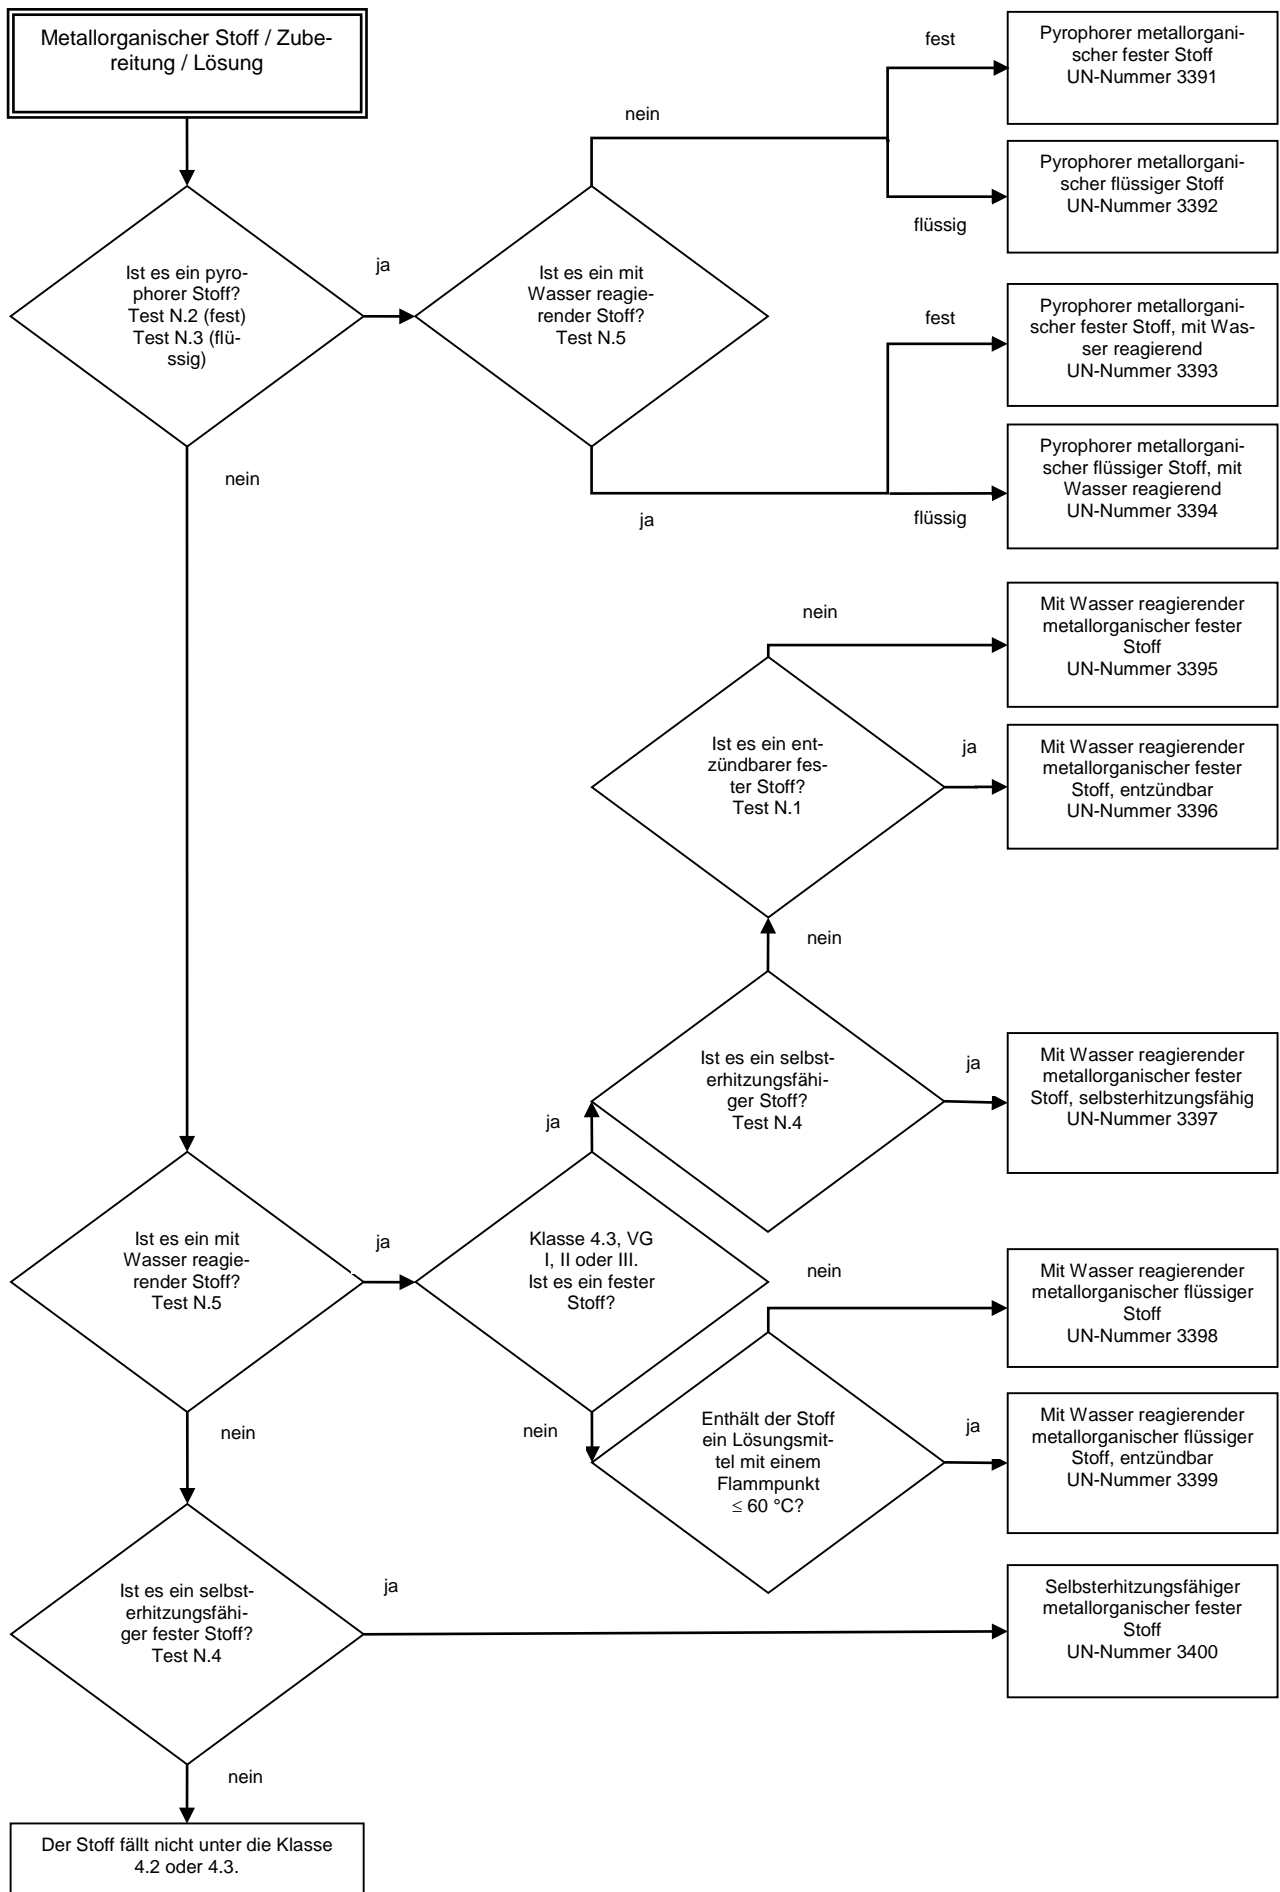 Metallorganischer Stoff / Zube-
reitung / Lösung
fest
Pyrophorer metallorgani-
scher fester Stoff
UN-Nummer 3391
nein
Pyrophorer metallorgani-
scher flüssiger Stoff
UN-Nummer 3392
flüssig
Ist es ein pyro-
phorer Stoff?
Test N.2 (fest)
Test N.3 (flü-
ssig)
ja
Ist es ein mit
Wasser reagie-
render Stoff?
Test N.5
fest
Pyrophorer metallorgani-
scher fester Stoff, mit Was-
ser reagierend
UN-Nummer 3393
nein
ja
flüssig
Pyrophorer metallorgani-
scher flüssiger Stoff, mit
Wasser reagierend
UN-Nummer 3394
nein
Mit Wasser reagierender
metallorganischer fester
Stoff
UN-Nummer 3395
Ist es ein ent-
zündbarer fes-
ter Stoff?
Test N.1
ja
Mit Wasser reagierender
metallorganischer fester
Stoff, entzündbar
UN-Nummer 3396
nein
Ist es ein selbst-
erhitzungsfähi-
ger Stoff?
Test N.4
ja
Mit Wasser reagierender
metallorganischer fester
Stoff, selbsterhitzungsfähig
UN-Nummer 3397
ja
Ist es ein mit
Wasser reagie-
render Stoff?
Test N.5
ja
Klasse 4.3, VG
I, II oder III.
Ist es ein fester
Stoff?
nein
Mit Wasser reagierender
metallorganischer flüssiger
Stoff
UN-Nummer 3398
nein
nein
Enthält der Stoff
ein Lösungsmit-
tel mit einem
Flammpunkt
≤ 60 °C?
ja
Mit Wasser reagierender
metallorganischer flüssiger
Stoff, entzündbar
UN-Nummer 3399
Ist es ein selbst-
erhitzungsfähi-
ger fester Stoff?
Test N.4
ja
Selbsterhitzungsfähiger
metallorganischer fester
Stoff
UN-Nummer 3400
nein
Der Stoff fällt nicht unter die Klasse
4.2 oder 4.3.